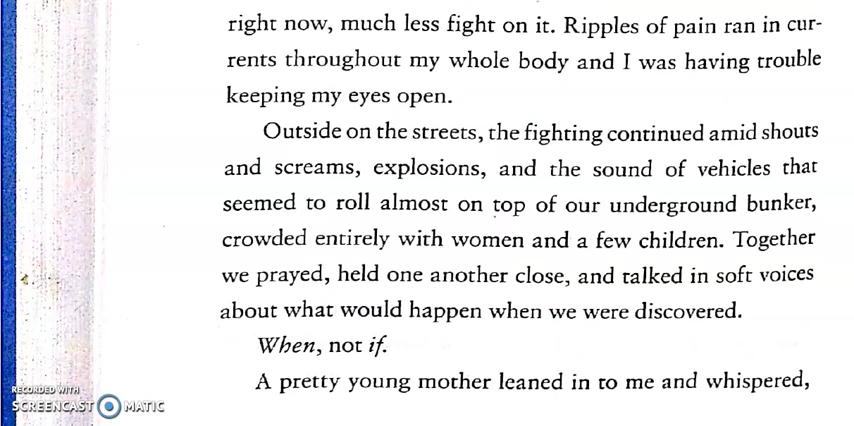 right now, much less fight on it. Ripples of pain ran in cur-
rents throughout my whole body and I was having trouble
keeping my eyes open.
Outside on the streets, the fighting continued amid shouts
and screams, explosions, and the sound of vehicles that
seemed to roll almost on top of our underground bunker,
crowded entirely with women and a few children. Together
we prayed, held one another close, and talked in soft voices
about what would happen when we were discovered.
When, not if.
A pretty young mother leaned in to me and whispered,
RECORDED WITH
SCREENCAST MATIC